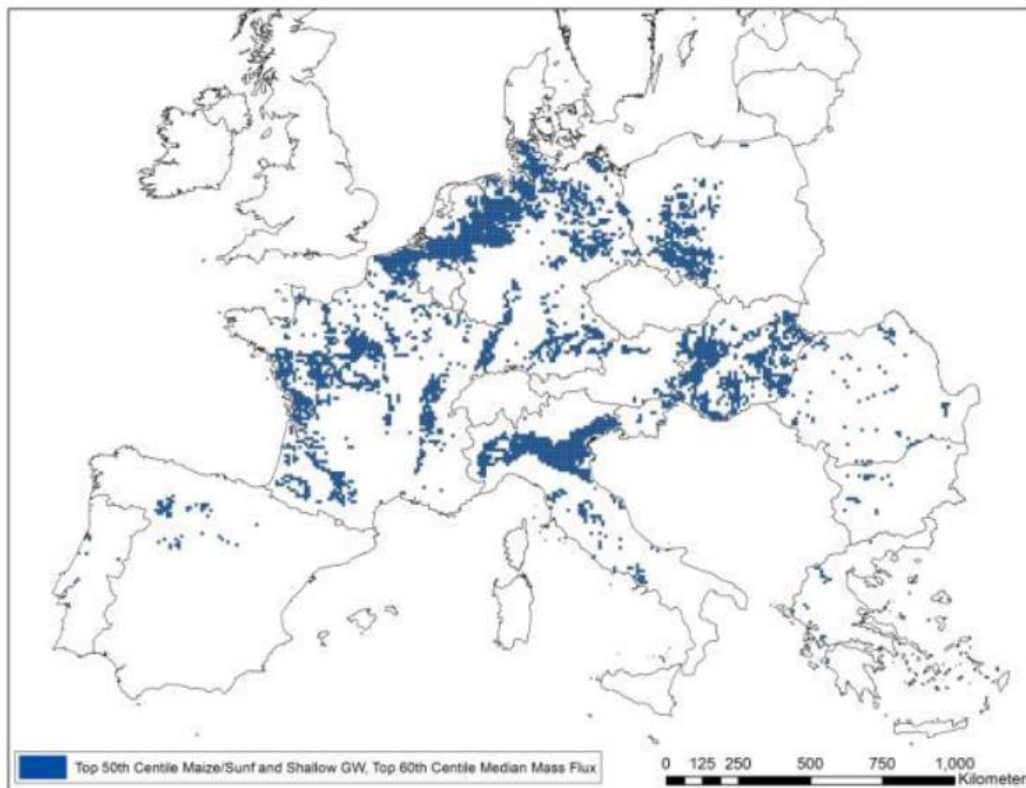 Top 50th Centile Maize/Sunf and Shallow GW, Top 60th Centile Median Mass Flux
0 125 250 500 750 1,000
Kilometer